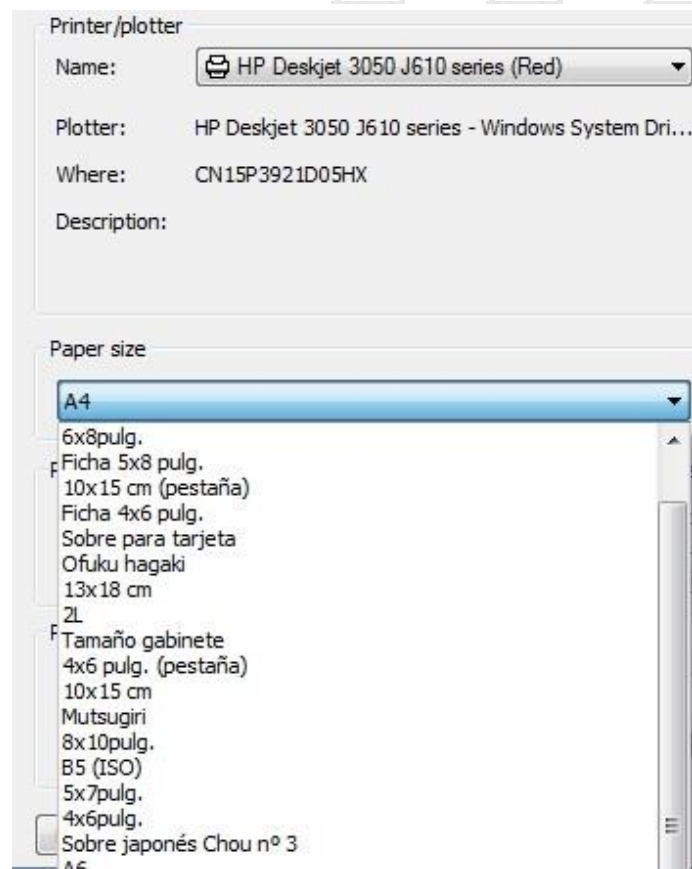 Printer/plotter
Name: HP Deskjet 3050 J610 series (Red)
Plotter: HP Deskjet 3050 J610 series - Windows System Dri...
Where: CN15P3921D05HX
Description:
Paper size
A4
6x8pulg.
Ficha 5x8 pulg.
10x15 cm (pestaña)
Ficha 4x6 pulg.
Sobre para tarjeta
Ofuku hagaki
13x18 cm
2L
Tamaño gabinete
4x6 pulg. (pestaña)
10x15 cm
Mutsugiri
8x10pulg.
B5 (ISO)
5x7pulg.
4x6pulg.
Sobre japonés Chou nº 3
A6